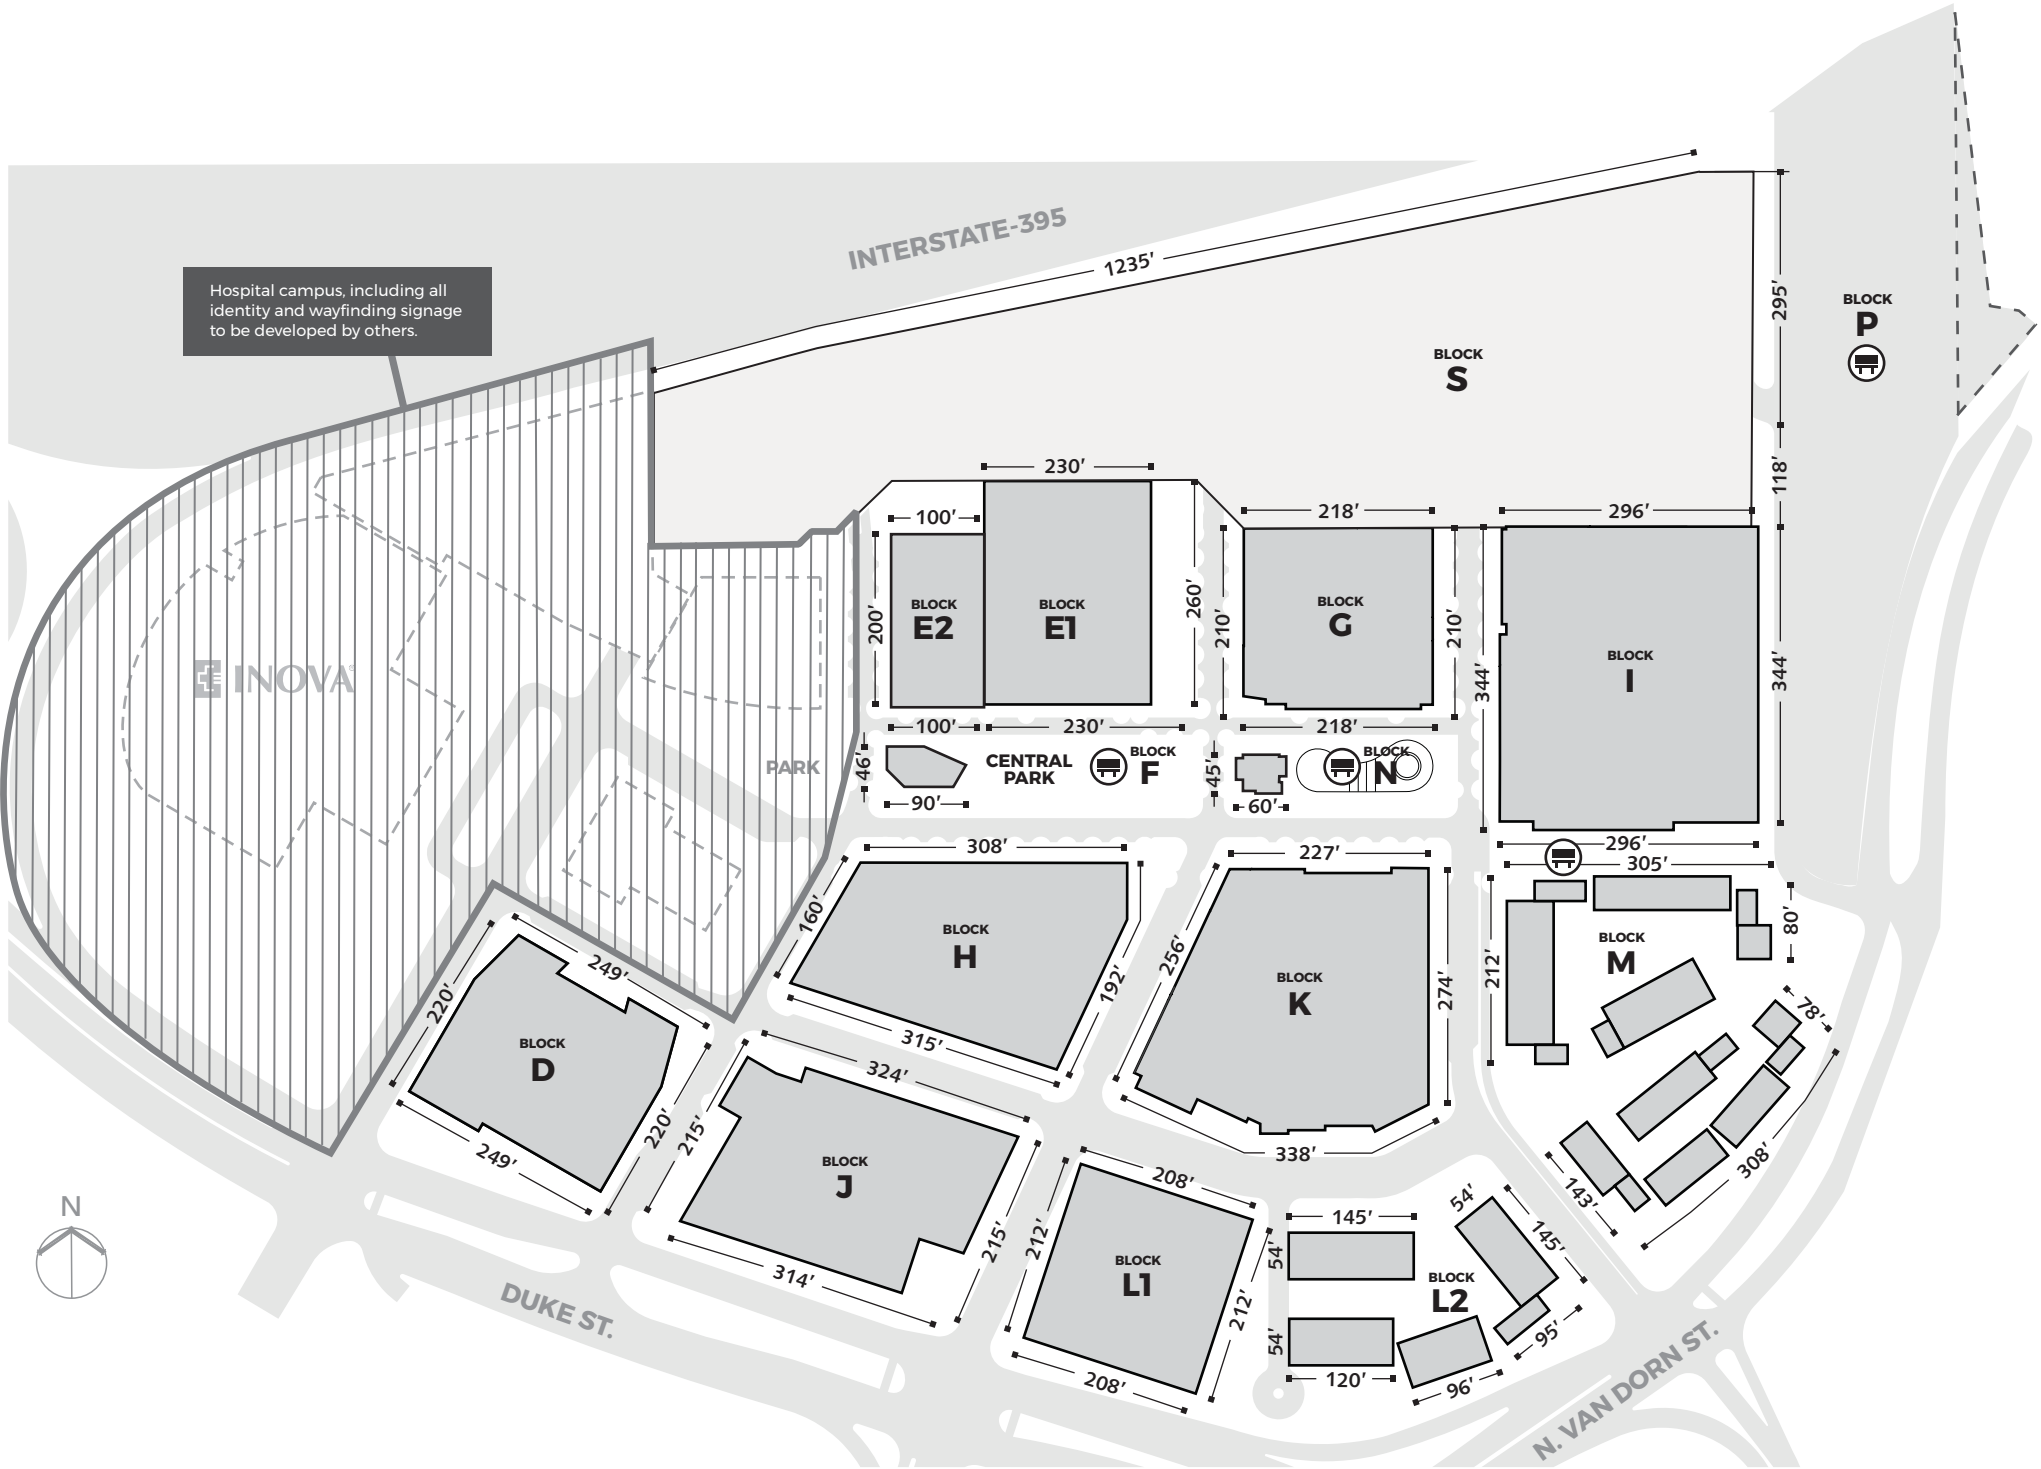 INTERSTATE-395
1235′
Hospital campus, including all
identity and wayfinding signage
to be developed by others.
295′
BLOCK
P
BLOCK
S
118′
230′
100′
218′
296′
200′
BLOCK
E2
BLOCK
E1
260′
210′
BLOCK
G
210′
344′
BLOCK
I
344′
INOVA
100′
230′
218′
PARK
46′
CENTRAL
PARK
BLOCK
F
45′
BLOCK
N
90′
60′
308′
227′
296′
305′
160′
BLOCK
H
192′
315′
256′
BLOCK
K
274′
338′
212′
BLOCK
M
80′
78′
308′
143′
249′
220′
BLOCK
D
220′
249′
324′
215′
BLOCK
J
215′
314′
208′
212′
BLOCK
L1
212′
208′
145′
54′
54′
145′
BLOCK
L2
54′
120′
96′
95′
N
DUKE ST.
N. VAN DORN ST.